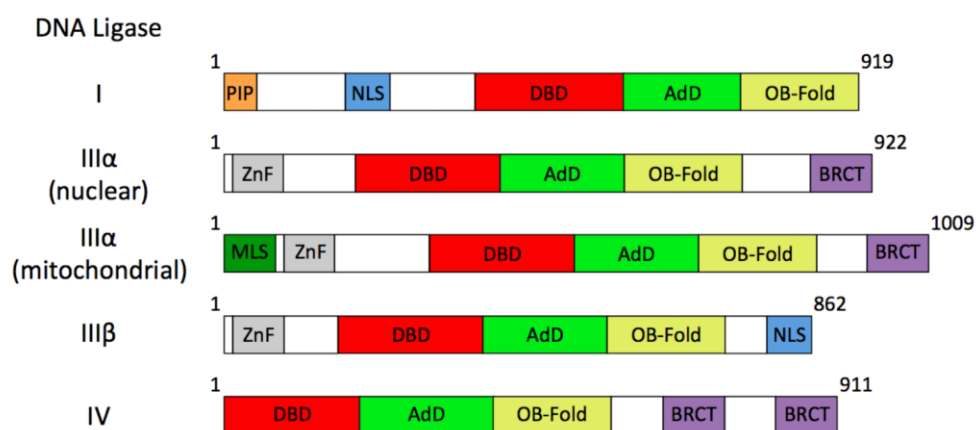 DNA Ligase
1 919
I PIP NLS DBD AdD OB-Fold
1 922
IIIα
(nuclear)
ZnF DBD AdD OB-Fold BRCT
1 1009
IIIα
(mitochondrial)
MLS ZnF DBD AdD OB-Fold BRCT
1 862
IIIβ ZnF DBD AdD OB-Fold NLS
1 911
IV DBD AdD OB-Fold BRCT BRCT